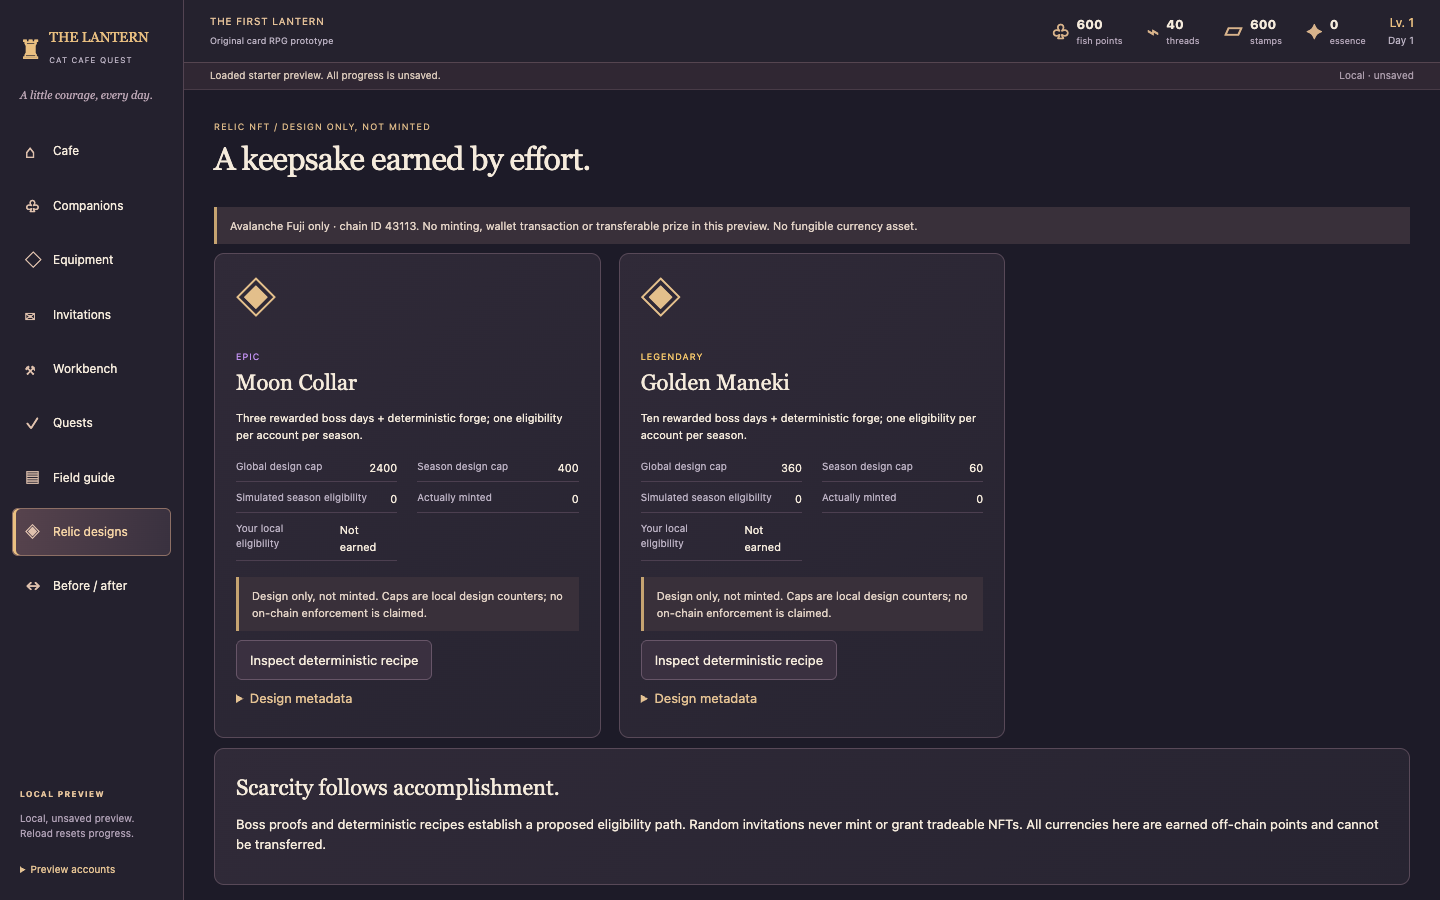 THE LANTERN
CAT CAFE QUEST
A little courage, every day.
Cafe
Companions
Equipment
Invitations
Workbench
Quests
Field guide
Relic designs
Before / after
LOCAL PREVIEW
Local, unsaved preview.
Reload resets progress.
Preview accounts
THE FIRST LANTERN
Original card RPG prototype
600
fish points
40
threads
600
stamps
0
essence
Lv. 1
Day 1
Loaded starter preview. All progress is unsaved.
Local · unsaved
RELIC NFT / DESIGN ONLY, NOT MINTED
A keepsake earned by effort.
Avalanche Fuji only · chain ID 43113. No minting, wallet transaction or transferable prize in this preview. No fungible currency asset.
EPIC
Moon Collar
Three rewarded boss days + deterministic forge; one eligibility
per account per season.
Global design cap 2400
Season design cap 400
Simulated season eligibility 0
Actually minted 0
Your local
eligibility
Not
earned
Design only, not minted. Caps are local design counters; no
on-chain enforcement is claimed.
Inspect deterministic recipe
Design metadata
LEGENDARY
Golden Maneki
Ten rewarded boss days + deterministic forge; one eligibility per
account per season.
Global design cap 360
Season design cap 60
Simulated season eligibility 0
Actually minted 0
Your local
eligibility
Not
earned
Design only, not minted. Caps are local design counters; no
on-chain enforcement is claimed.
Inspect deterministic recipe
Design metadata
Scarcity follows accomplishment.
Boss proofs and deterministic recipes establish a proposed eligibility path. Random invitations never mint or grant tradeable NFTs. All currencies here are earned off-chain points and cannot
be transferred.